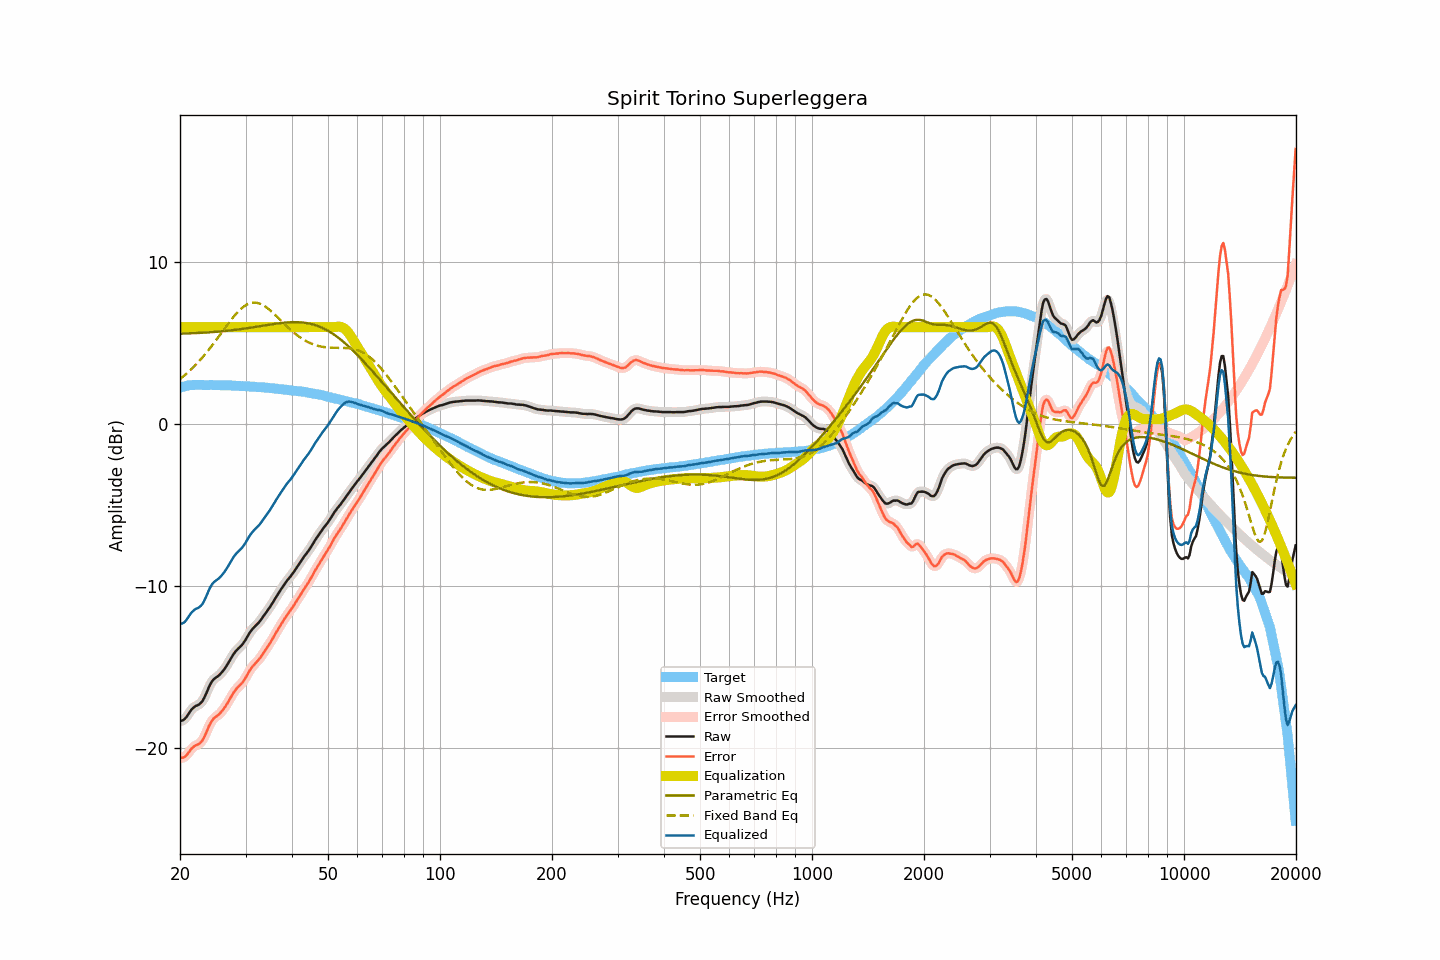 Spirit Torino Superleggera
Amplitude (dBr)
10
0
−10
−20
Target
Raw Smoothed
Error Smoothed
Raw
Error
Equalization
Parametric Eq
Fixed Band Eq
Equalized
20 50 100 200 500 1000 2000 5000 10000 20000
Frequency (Hz)